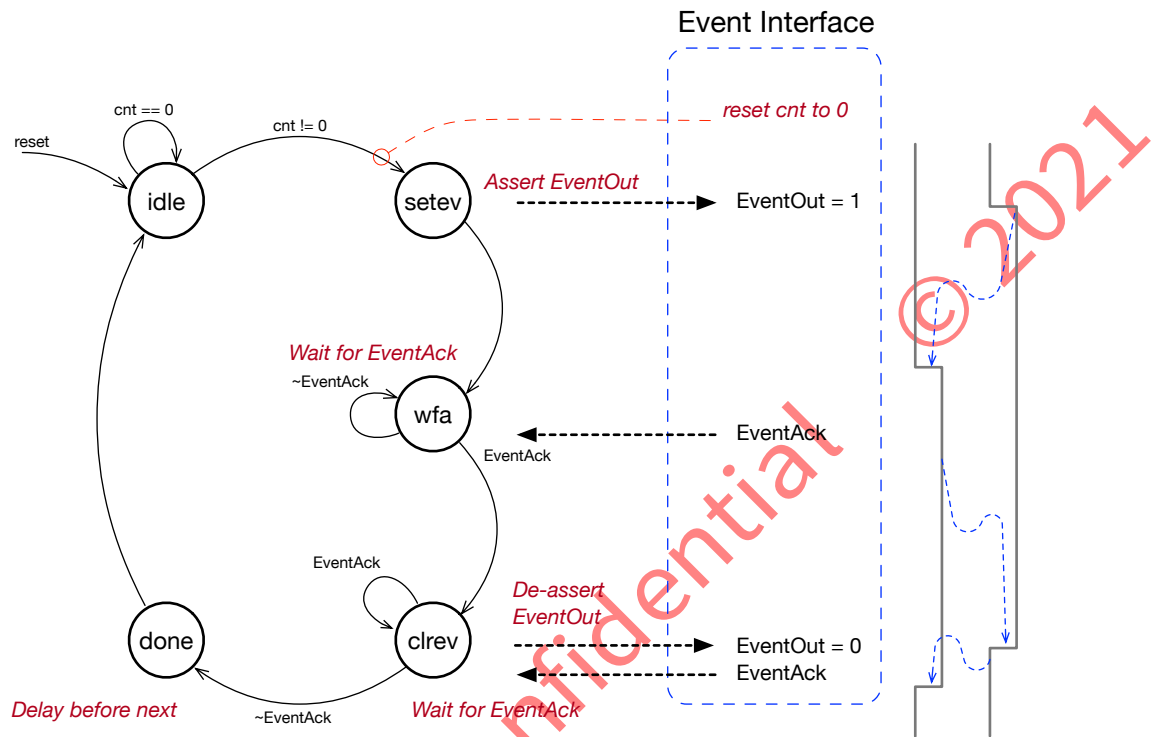 Event Interface
cnt == 0
cnt != 0
reset cnt to 0
reset
idle
setev
Assert EventOut
EventOut = 1
© 2021
Wait for EventAck
~EventAck
wfa
EventAck
EventAck
nfidential
EventAck
De-assert
EventOut
done
clrev
EventOut = 0
EventAck
Delay before next
~EventAck
Wait for EventAck